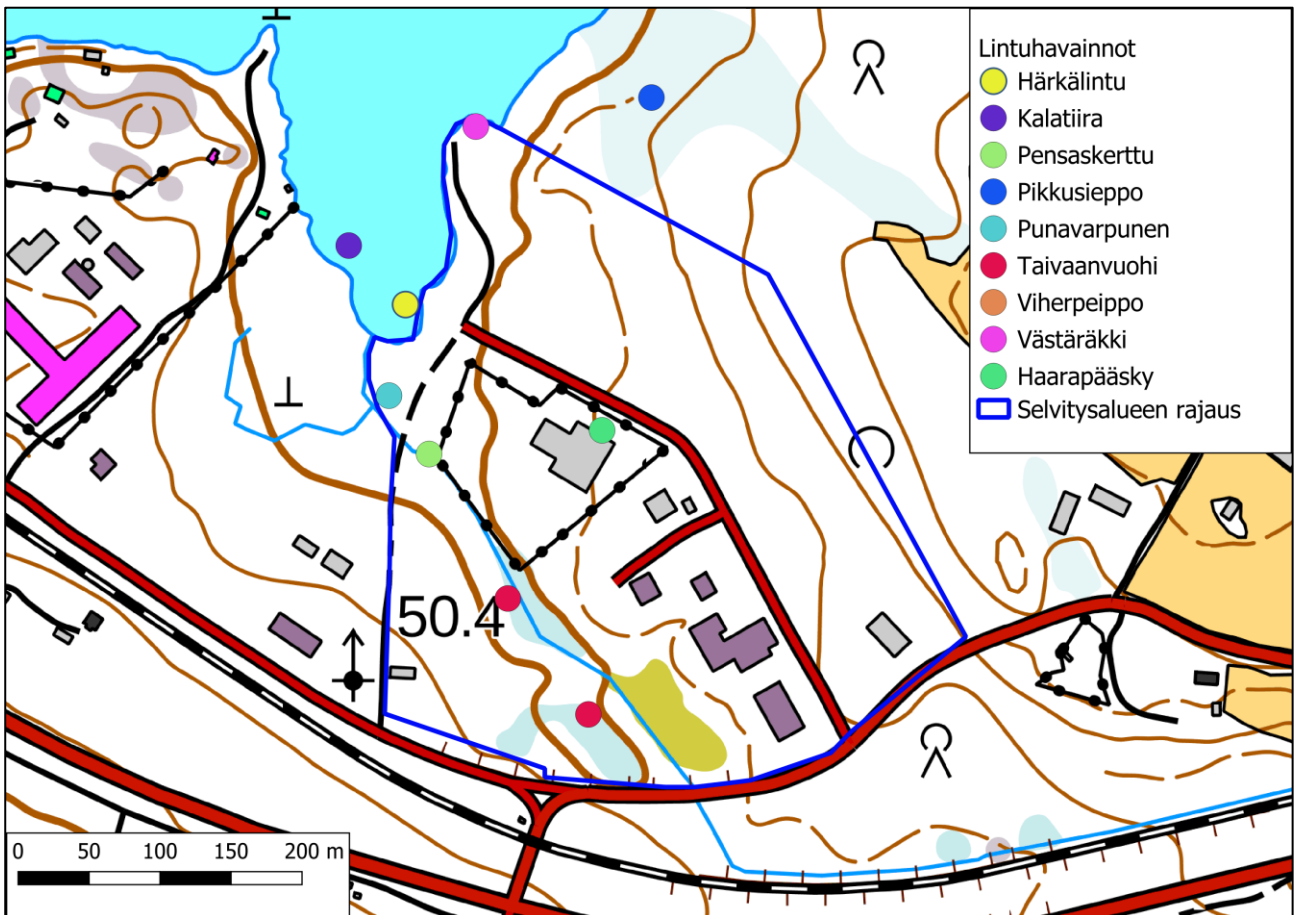 Lintuhavainnot
Härkälintu
Kalatiira
Pensaskerttu
Pikkusieppo
Punavarpunen
Taivaanvuohi
Viherpeippo
Västäräkki
Haarapääsky
Selvitysalueen rajaus
50.4
0 50 100 150 200 m